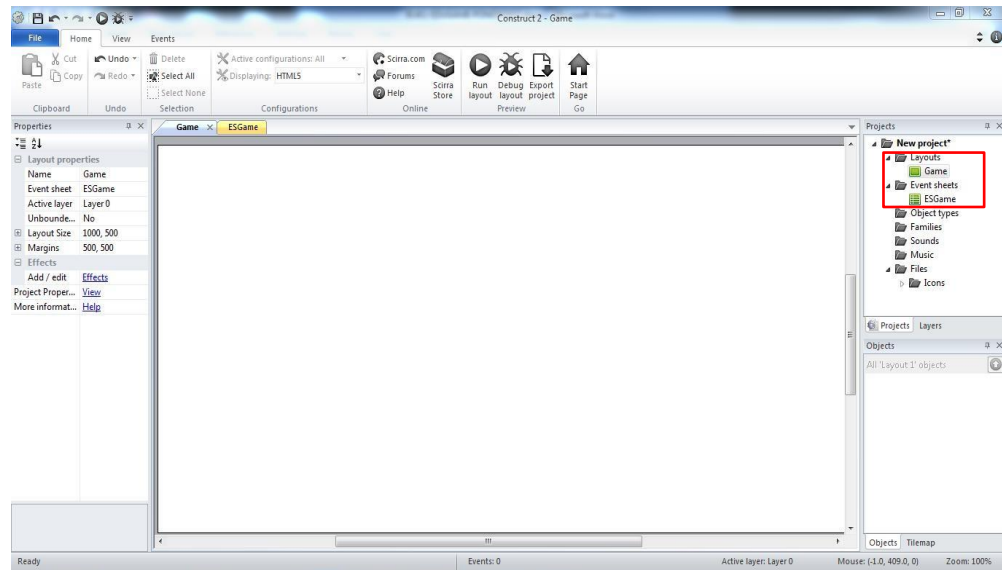 Construct 2 - Game
File Home View Events
Cut
Copy
Paste
Clipboard
Undo
Redo
Undo
Delete
Select All
Select None
Selection
Active configurations: All
Displaying: HTML5
Configurations
Scirra.com
Forums
Help
Scirra Store
Online
Run layout
Debug layout
Export project
Preview
Start Page
Go
Properties
Layout properties
Name Game
Event sheet ESGame
Active layer Layer 0
Unbounde... No
Layout Size 1000, 500
Margins 500, 500
Effects
Add / edit Effects
Project Proper... View
More informat... Help
Game ESGame
Projects
New project*
Layouts
Game
Event sheets
ESGame
Object types
Families
Sounds
Music
Files
Icons
Projects Layers
Objects
All 'Layout 1' objects
Objects Tilemap
Ready Events: 0 Active layer: Layer 0 Mouse: (-1.0, 409.0, 0) Zoom: 100%